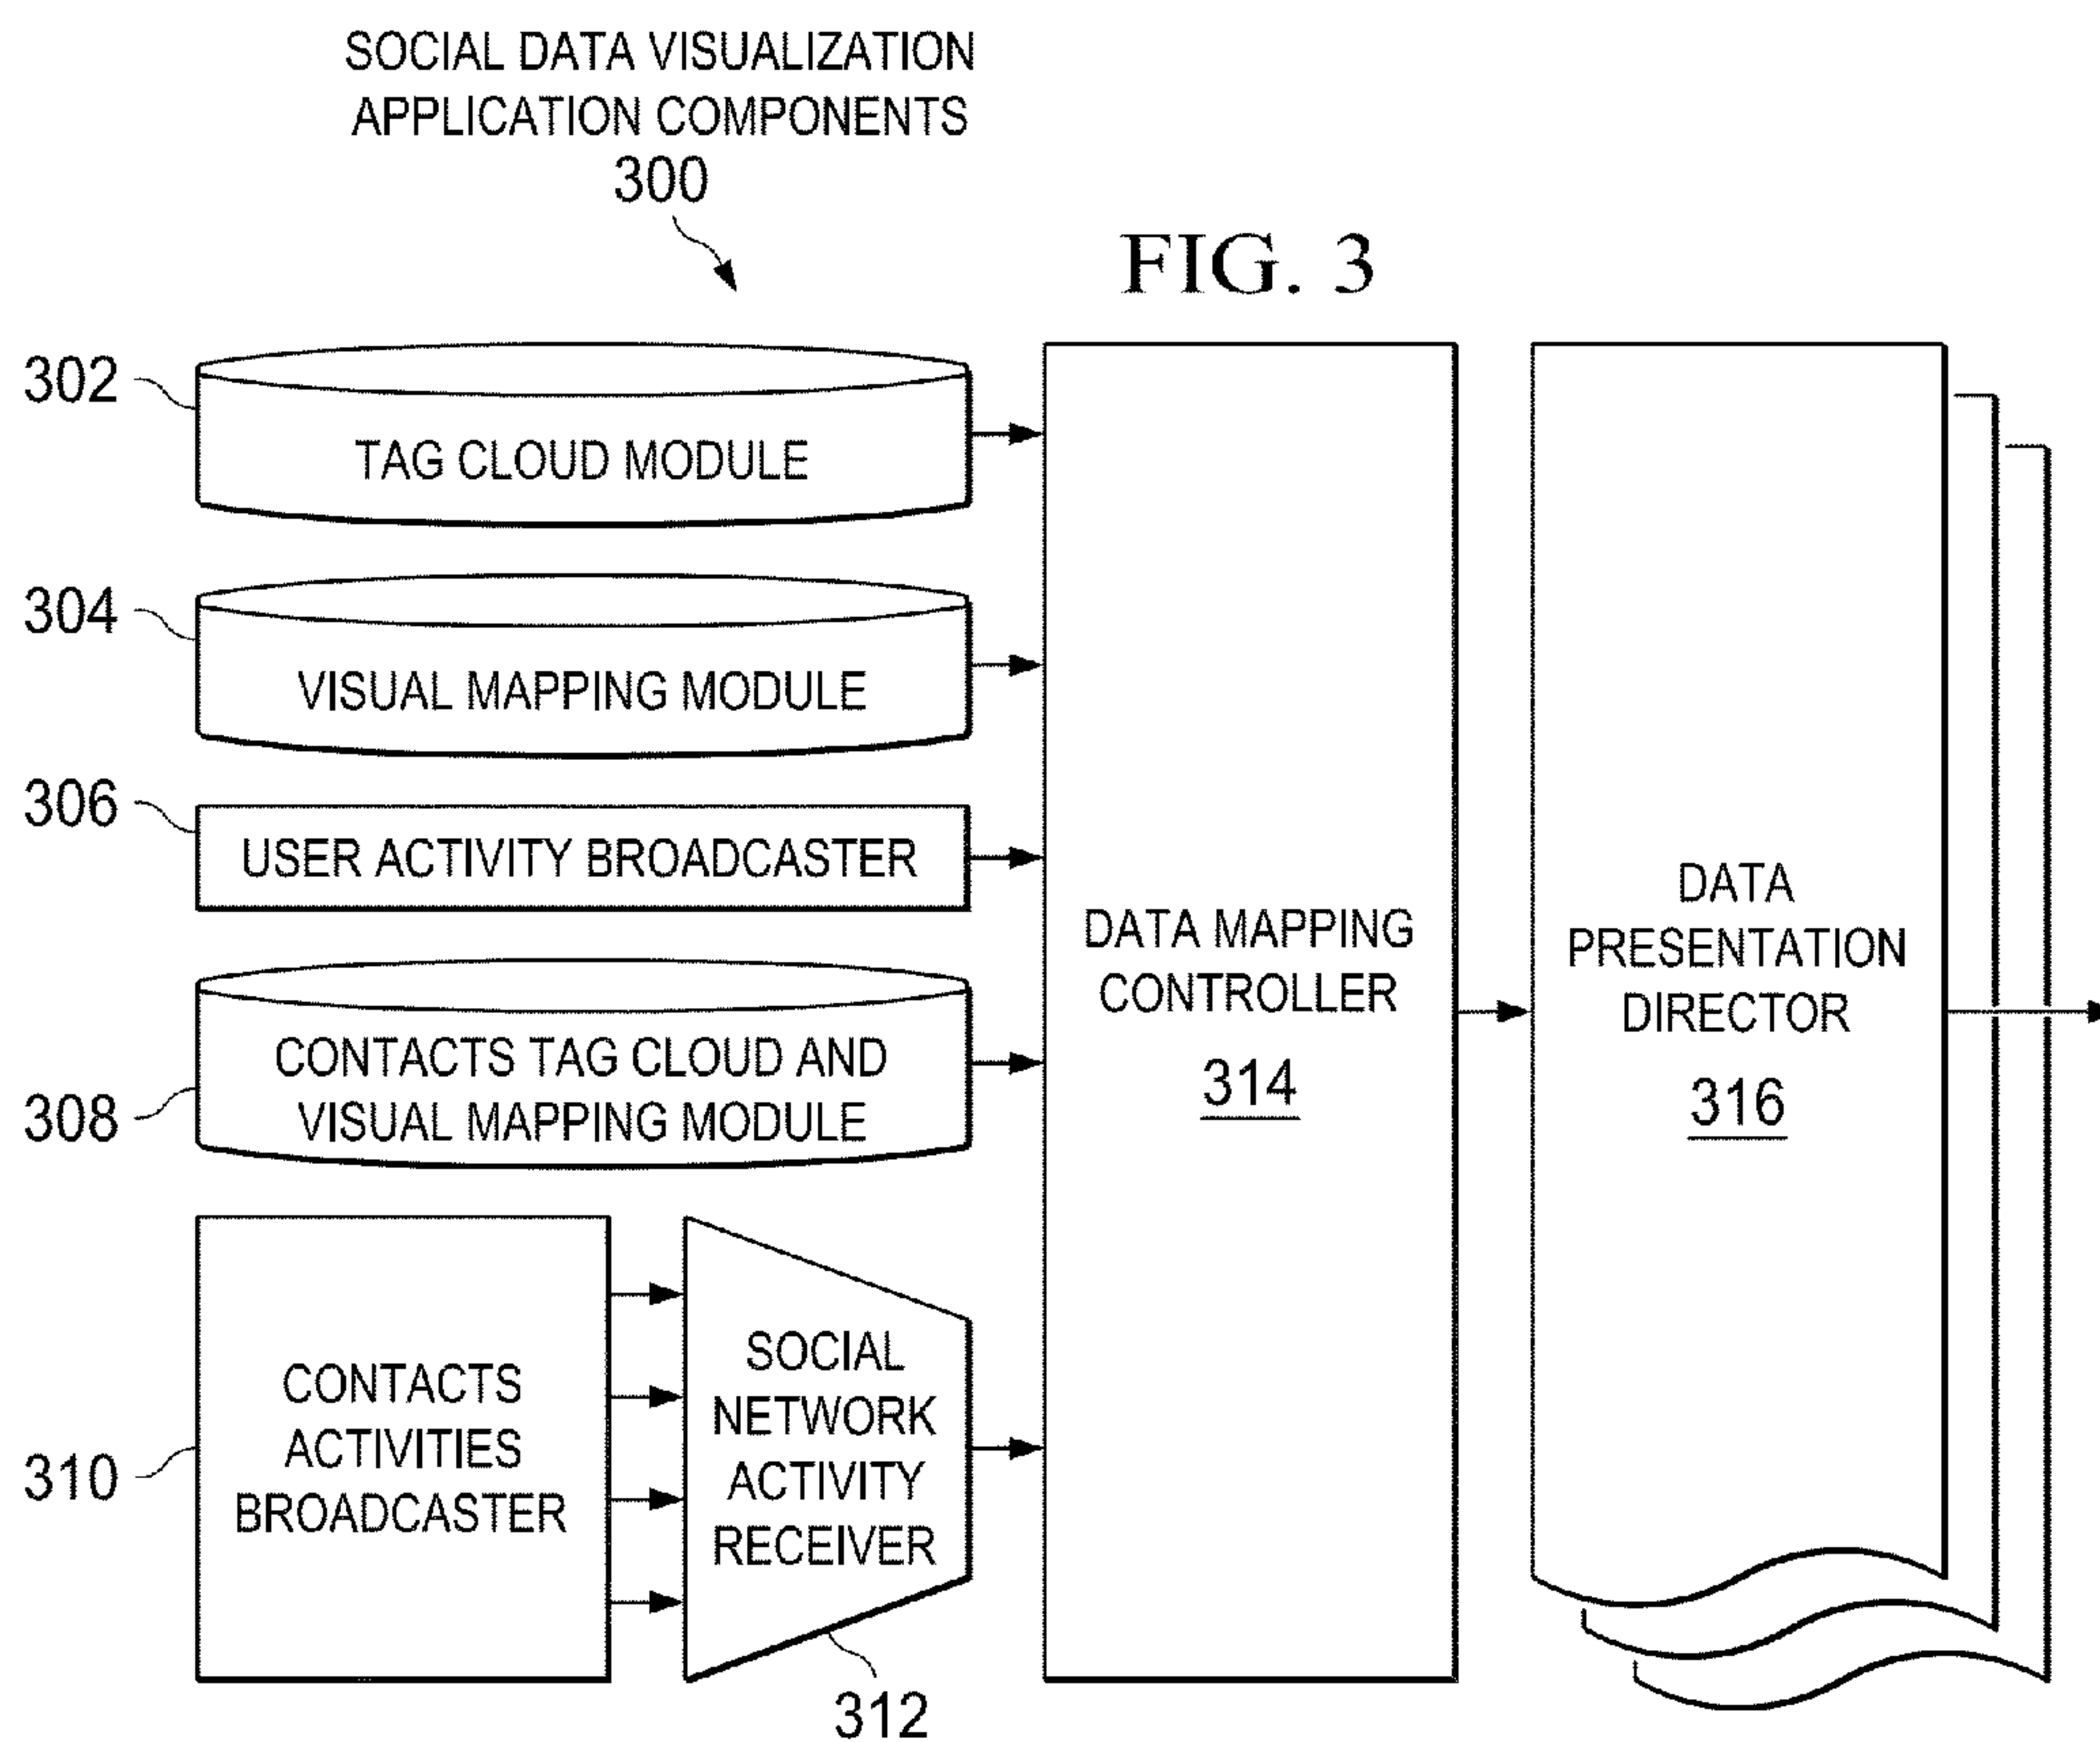 SOCIAL DATA VISUALIZATION
APPLICATION COMPONENTS
300
FIG. 3
302
TAG CLOUD MODULE
304
VISUAL MAPPING MODULE
306
USER ACTIVITY BROADCASTER
308
CONTACTS TAG CLOUD AND
VISUAL MAPPING MODULE
310
CONTACTS
ACTIVITIES
BROADCASTER
SOCIAL
NETWORK
ACTIVITY
RECEIVER
312
DATA MAPPING
CONTROLLER
314
DATA
PRESENTATION
DIRECTOR
316